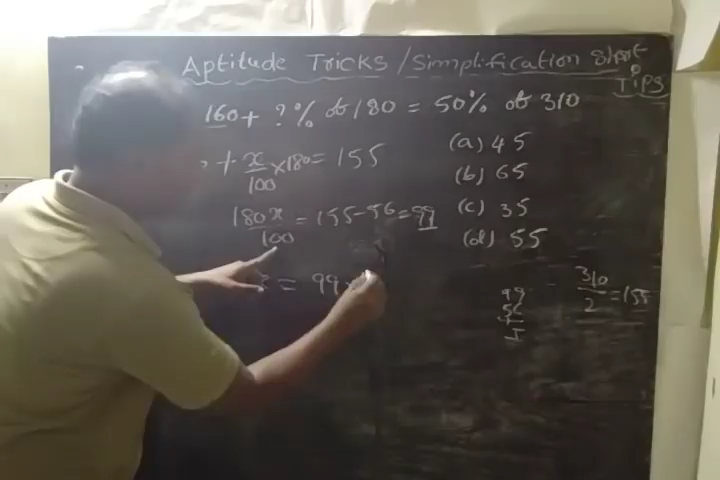 Aptitude Tricks / Simplification Short
Tips
160 + ?% of 180 = 50% of 310
+ x/100 × 180 = 155
180x/100 = 155 - 56 = 99
= 99
(a) 45
(b) 65
(c) 35
(d) 55
99
310/2 = 155